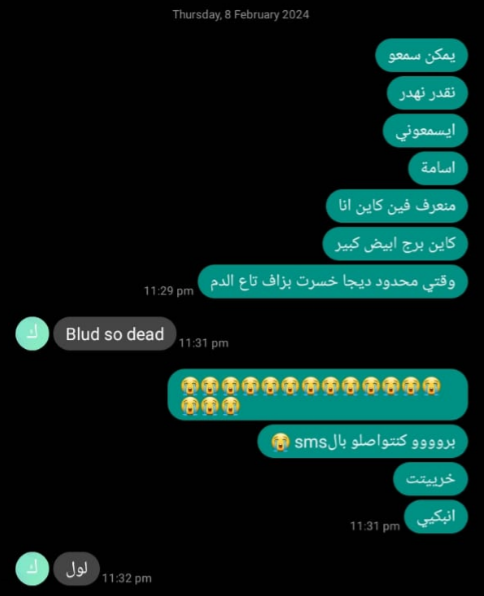 Thursday, 8 February 2024
يمكن سمعو
نقدر نهدر
ايسمعوني
اسامة
منعرف فين كاين انا
كاين برج ابيض كبير
وقتي محدود ديجا خسرت بزاف تاع الدم
11:29 pm
ك
Blud so dead
11:31 pm
😭😭😭😭😭😭😭😭😭😭😭😭😭
😭😭😭
بروووو كنتواصلو بالsms 😭
خرييتت
انبكيي
11:31 pm
ك
لول
11:32 pm